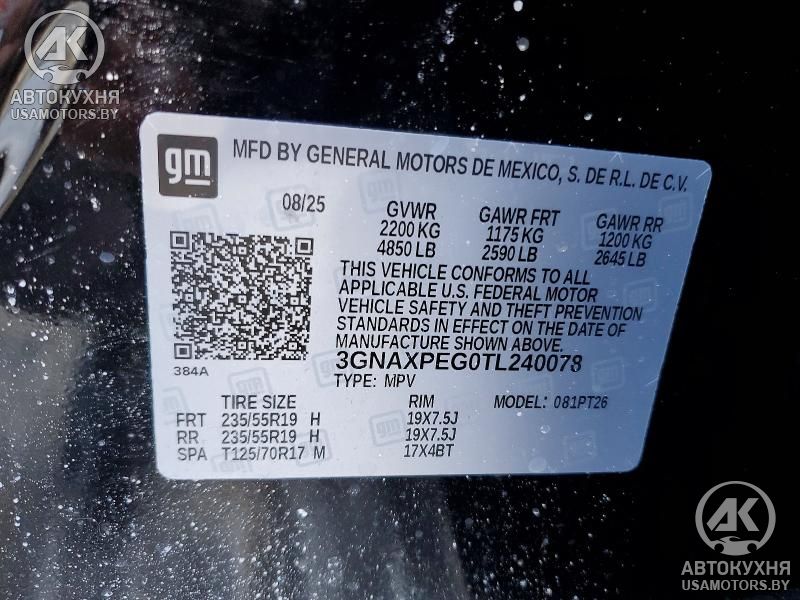 AK
АВТОКУХНЯ
USAMOTORS.BY
gm MFD BY GENERAL MOTORS DE MEXICO, S. DE R.L. DE C.V.
08/25 GVWR GAWR FRT GAWR RR
2200 KG 1175 KG 1200 KG
4850 LB 2590 LB 2645 LB
THIS VEHICLE CONFORMS TO ALL
APPLICABLE U.S. FEDERAL MOTOR
VEHICLE SAFETY AND THEFT PREVENTION
STANDARDS IN EFFECT ON THE DATE OF
MANUFACTURE SHOWN ABOVE.
384A 3GNAXPEG0TL240078
TYPE: MPV
TIRE SIZE RIM MODEL: 081PT26
FRT 235/55R19 H 19X7.5J
RR 235/55R19 H 19X7.5J
SPA T125/70R17 M 17X4BT
AK
АВТОКУХНЯ
USAMOTORS.BY